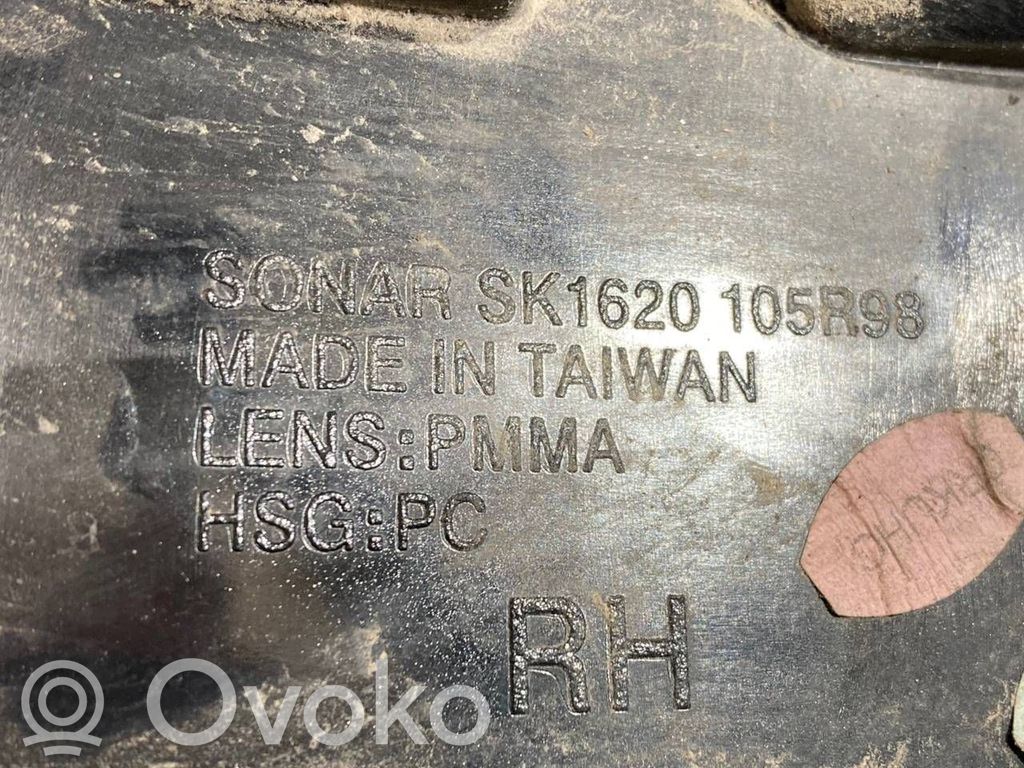 SONAR SK1620 105R98
MADE IN TAIWAN
LENS:PMMA
HSG:PC
RH
Ovoko